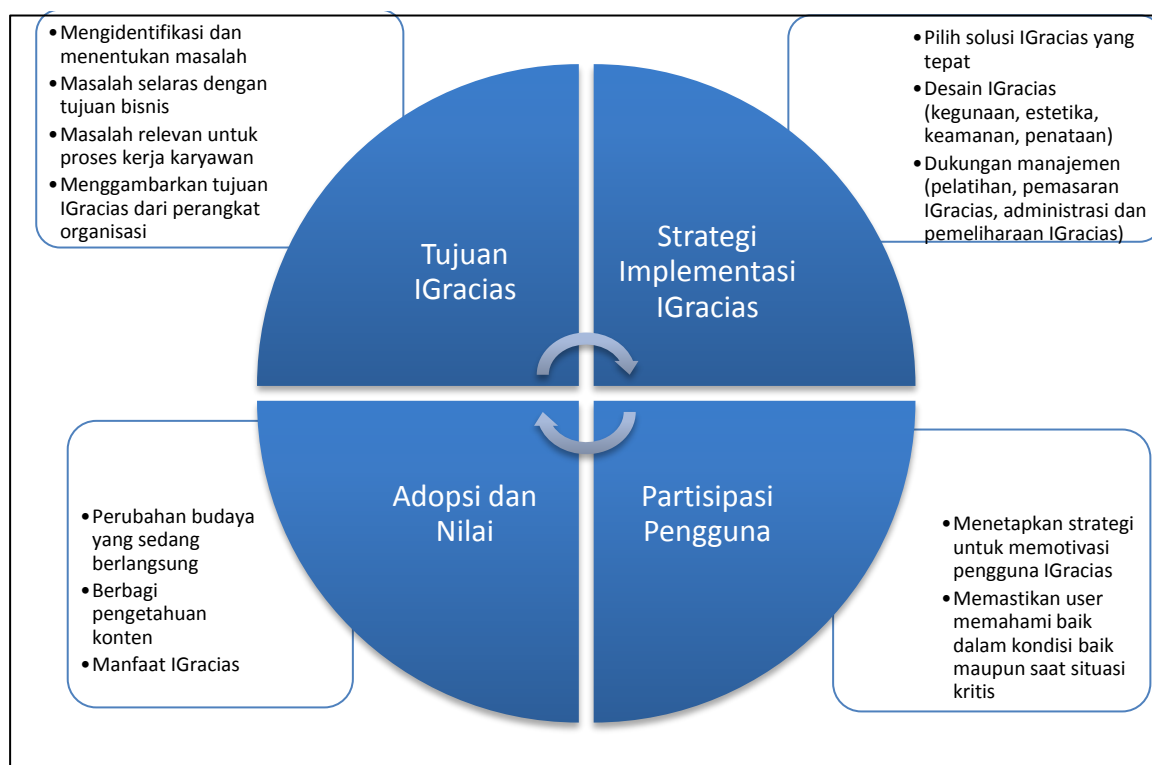 •Mengidentifikasi dan
menentukan masalah
•Masalah selaras dengan
tujuan bisnis
•Masalah relevan untuk
proses kerja karyawan
•Menggambarkan tujuan
IGracias dari perangkat
organisasi
•Pilih solusi IGracias yang
tepat
•Desain IGracias
(kegunaan, estetika,
keamanan, penataan)
•Dukungan manajemen
(pelatihan, pemasaran
IGracias, administrasi dan
pemeliharaan IGracias)
Tujuan
IGracias
Strategi
Implementasi
IGracias
Adopsi dan
Nilai
Partisipasi
Pengguna
•Perubahan budaya
yang sedang
berlangsung
•Berbagi
pengetahuan
konten
•Manfaat IGracias
•Menetapkan strategi
untuk memotivasi
pengguna IGracias
•Memastikan user
memahami baik
dalam kondisi baik
maupun saat situasi
kritis